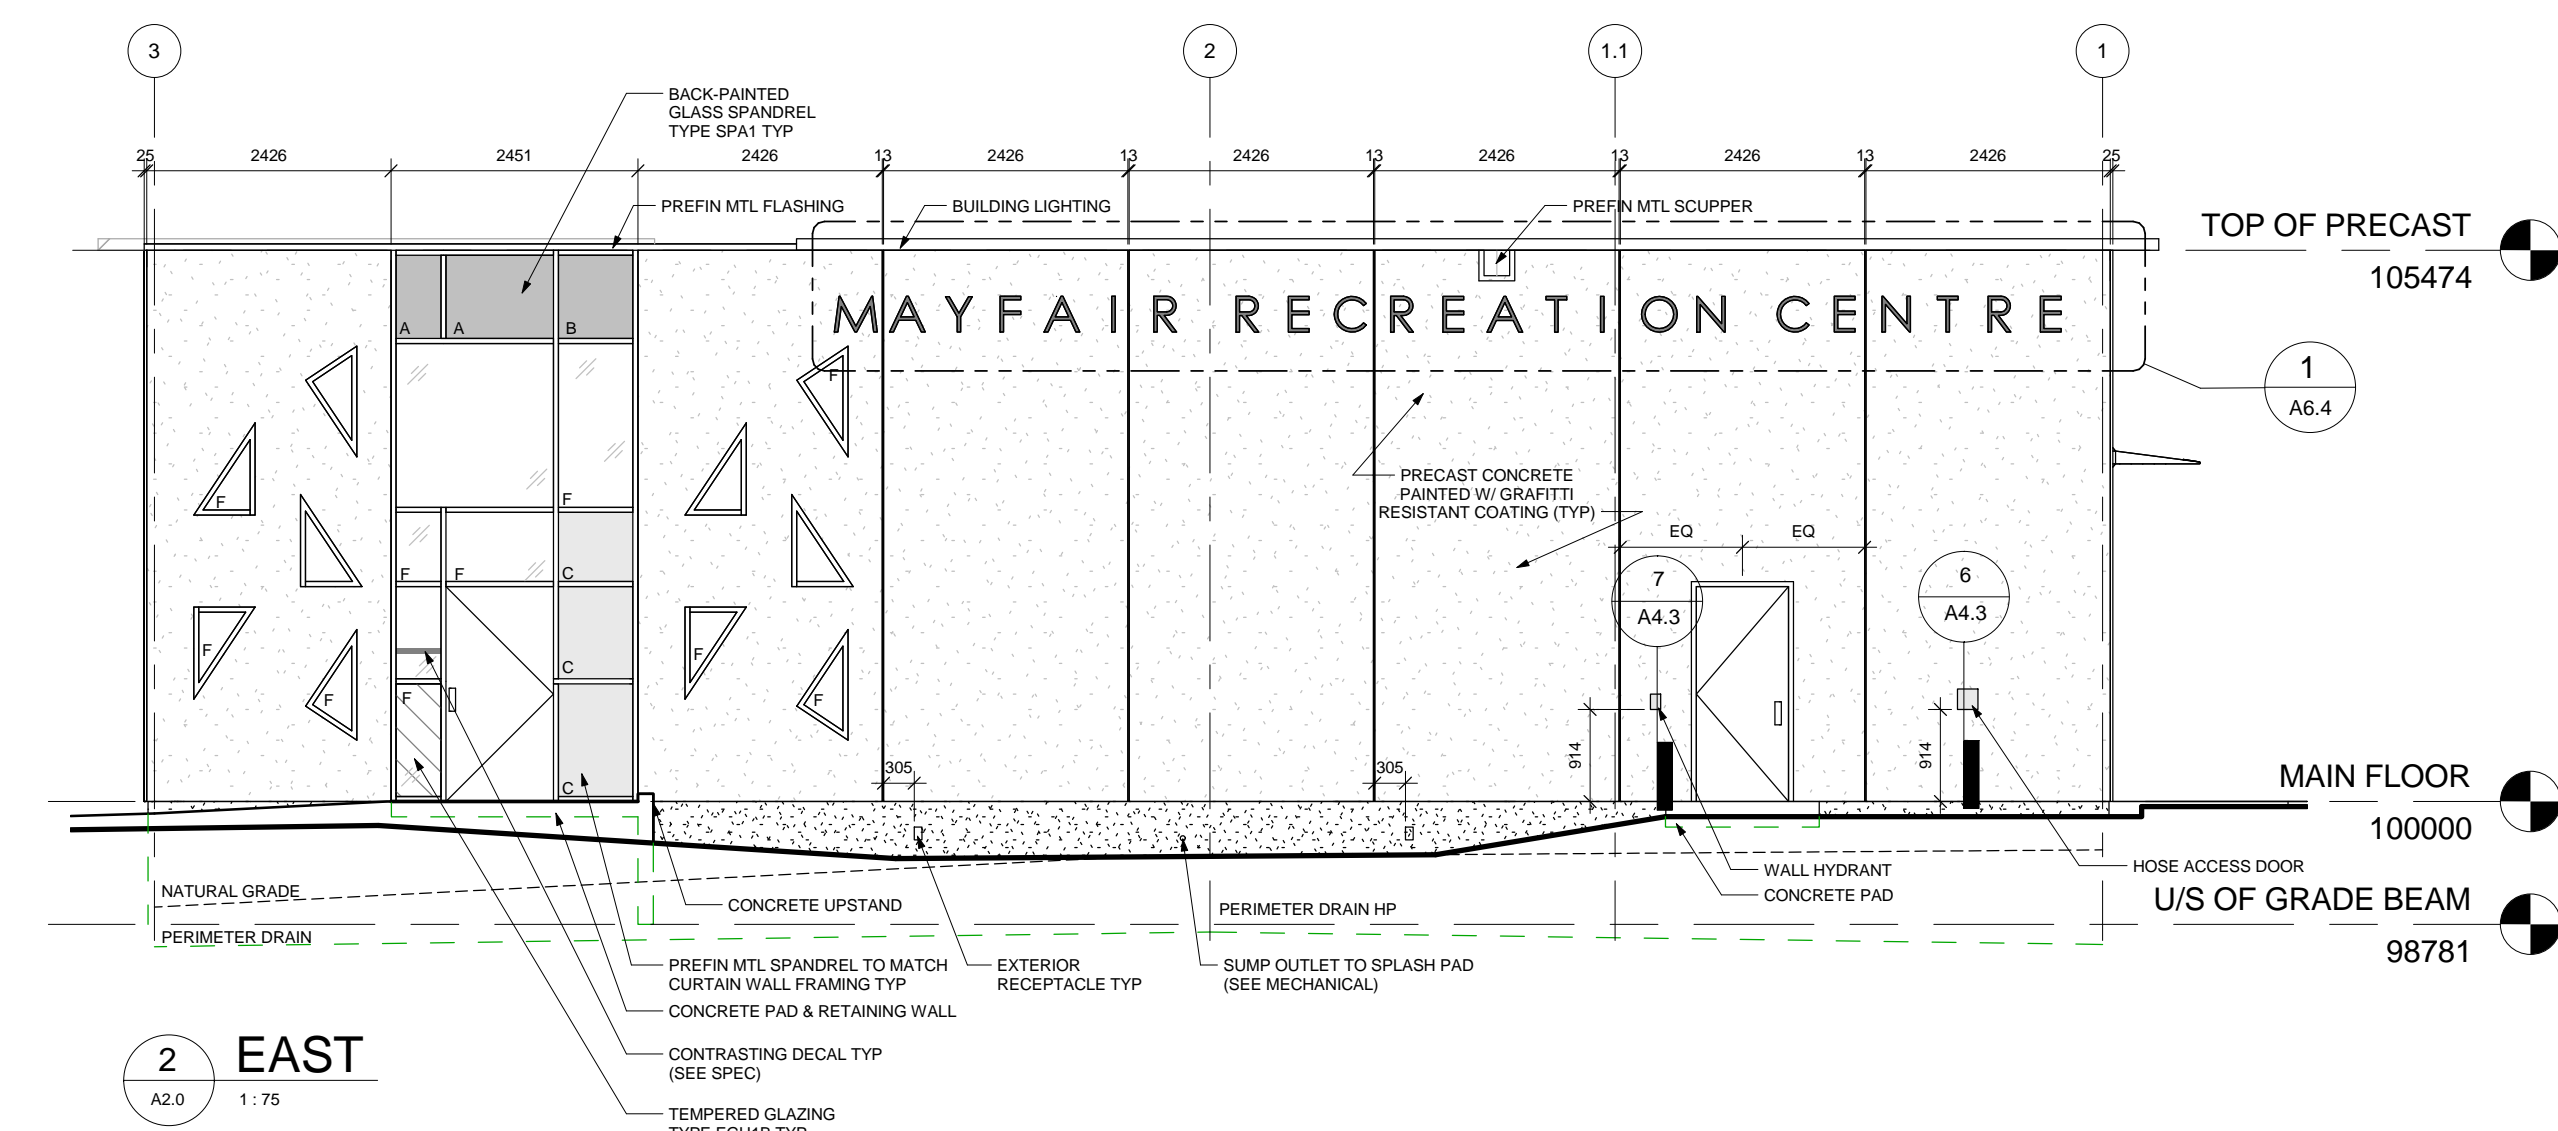 3
2
1.1
1
BACK-PAINTED
GLASS SPANDREL
TYPE SPA1 TYP
25 2426 2451 2426 13 2426 13 2426 13 2426 13 2426 13 2426 25
PREFIN MTL FLASHING
BUILDING LIGHTING
PREFIN MTL SCUPPER
TOP OF PRECAST
105474
MAYFAIR RECREATION CENTRE
A A B
1
A6.4
F
F
F
PRECAST CONCRETE
PAINTED W/ GRAFITTI
RESISTANT COATING (TYP)
EQ EQ
F F C
7
A4.3
6
A4.3
F
C
F
F
F
F
914
914
305
305
C
MAIN FLOOR
100000
WALL HYDRANT
CONCRETE PAD
HOSE ACCESS DOOR
NATURAL GRADE
CONCRETE UPSTAND
PERIMETER DRAIN HP
U/S OF GRADE BEAM
98781
PERIMETER DRAIN
PREFIN MTL SPANDREL TO MATCH
CURTAIN WALL FRAMING TYP
EXTERIOR
RECEPTACLE TYP
SUMP OUTLET TO SPLASH PAD
(SEE MECHANICAL)
CONCRETE PAD & RETAINING WALL
CONTRASTING DECAL TYP
(SEE SPEC)
2
A2.0
EAST
1 : 75
TEMPERED GLAZING